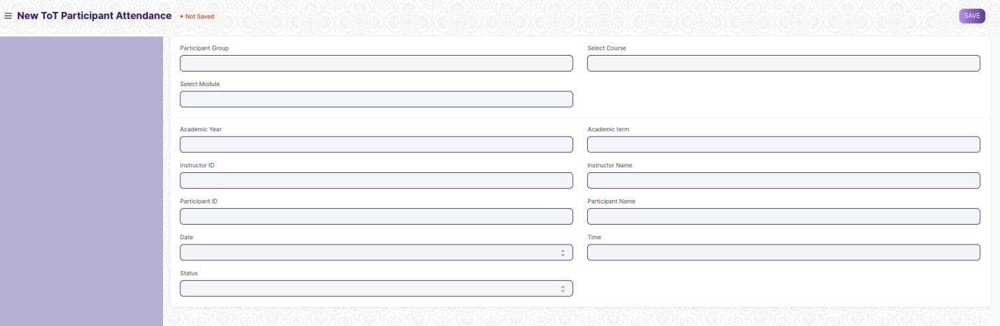 New ToT Participant Attendance • Not Saved SAVE
Participant Group Select Course
Select Module
Academic Year Academic term
Instructor ID Instructor Name
Participant ID Participant Name
Date Time
Status